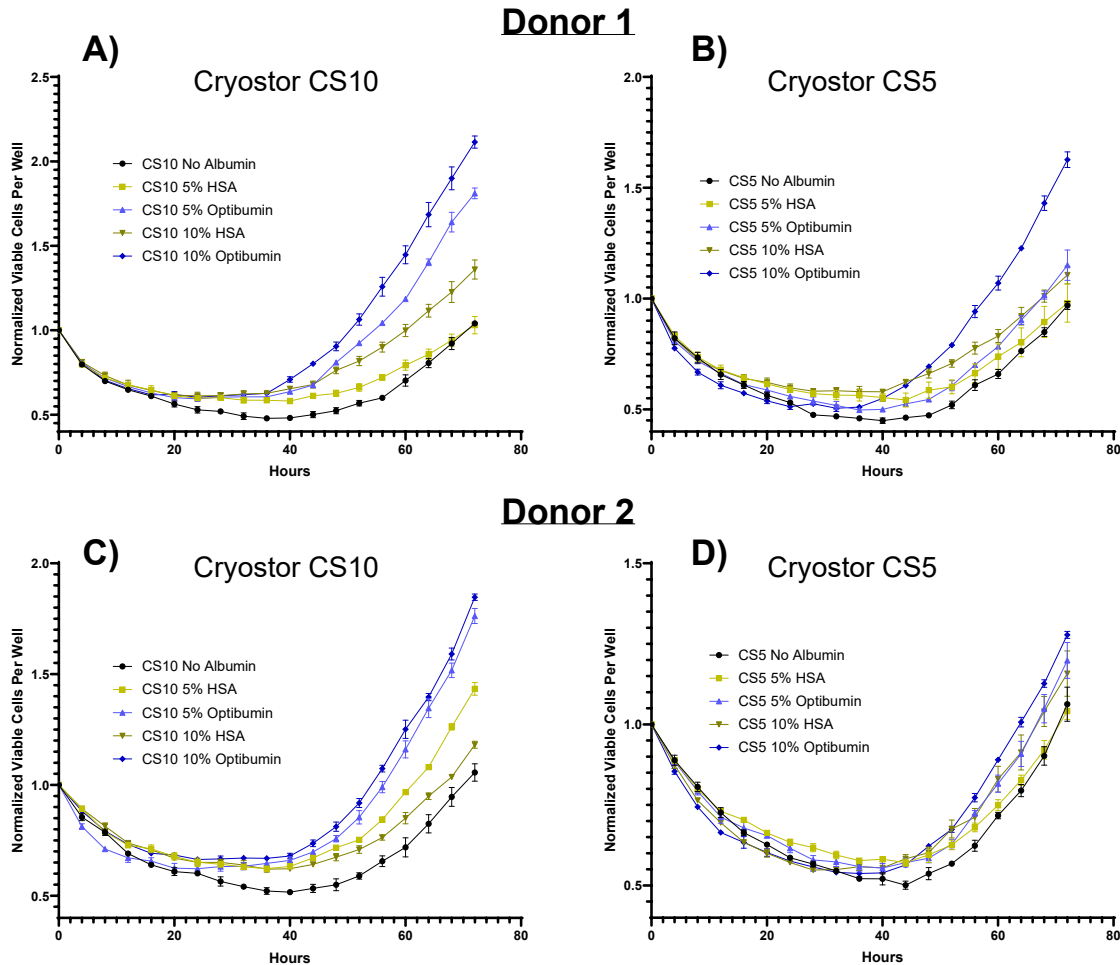 Donor 1
A)
Cryostor CS10
Normalized Viable Cells Per Well
2.5
2.0
1.5
1.0
0.5
CS10 No Albumin
CS10 5% HSA
CS10 5% Optibumin
CS10 10% HSA
CS10 10% Optibumin
0 20 40 60 80
Hours
B)
Cryostor CS5
Normalized Viable Cells Per Well
2.0
1.5
1.0
0.5
CS5 No Albumin
CS5 5% HSA
CS5 5% Optibumin
CS5 10% HSA
CS5 10% Optibumin
0 20 40 60 80
Hours
Donor 2
C)
Cryostor CS10
Normalized Viable Cells Per Well
2.0
1.5
1.0
0.5
CS10 No Albumin
CS10 5% HSA
CS10 5% Optibumin
CS10 10% HSA
CS10 10% Optibumin
0 20 40 60 80
Hours
D)
Cryostor CS5
Normalized Viable Cells Per Well
1.5
1.0
0.5
CS5 No Albumin
CS5 5% HSA
CS5 5% Optibumin
CS5 10% HSA
CS5 10% Optibumin
0 20 40 60 80
Hours